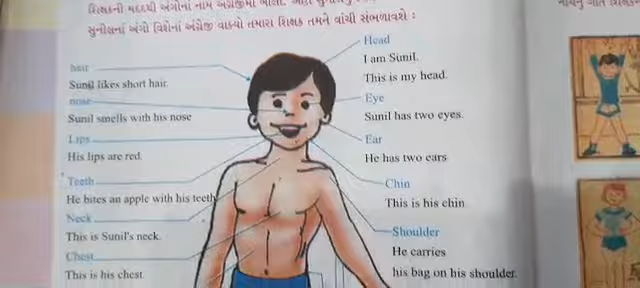 શિક્ષકની મદદથી અંગોનાં નામ અંગ્રેજીમાં બોલો.
સુનીલનાં અંગો વિશેનાં અંગ્રેજી વાક્યો તમારા શિક્ષક તમને વાંચી સંભળાવશે :
hair
Sunil likes short hair.
nose
Sunil smells with his nose
Lips
His lips are red.
Teeth
He bites an apple with his teeth
Neck
This is Sunil's neck.
Chest
This is his chest.
Head
I am Sunil.
This is my head.
Eye
Sunil has two eyes.
Ear
He has two ears
Chin
This is his chin
Shoulder
He carries
his bag on his shoulder.